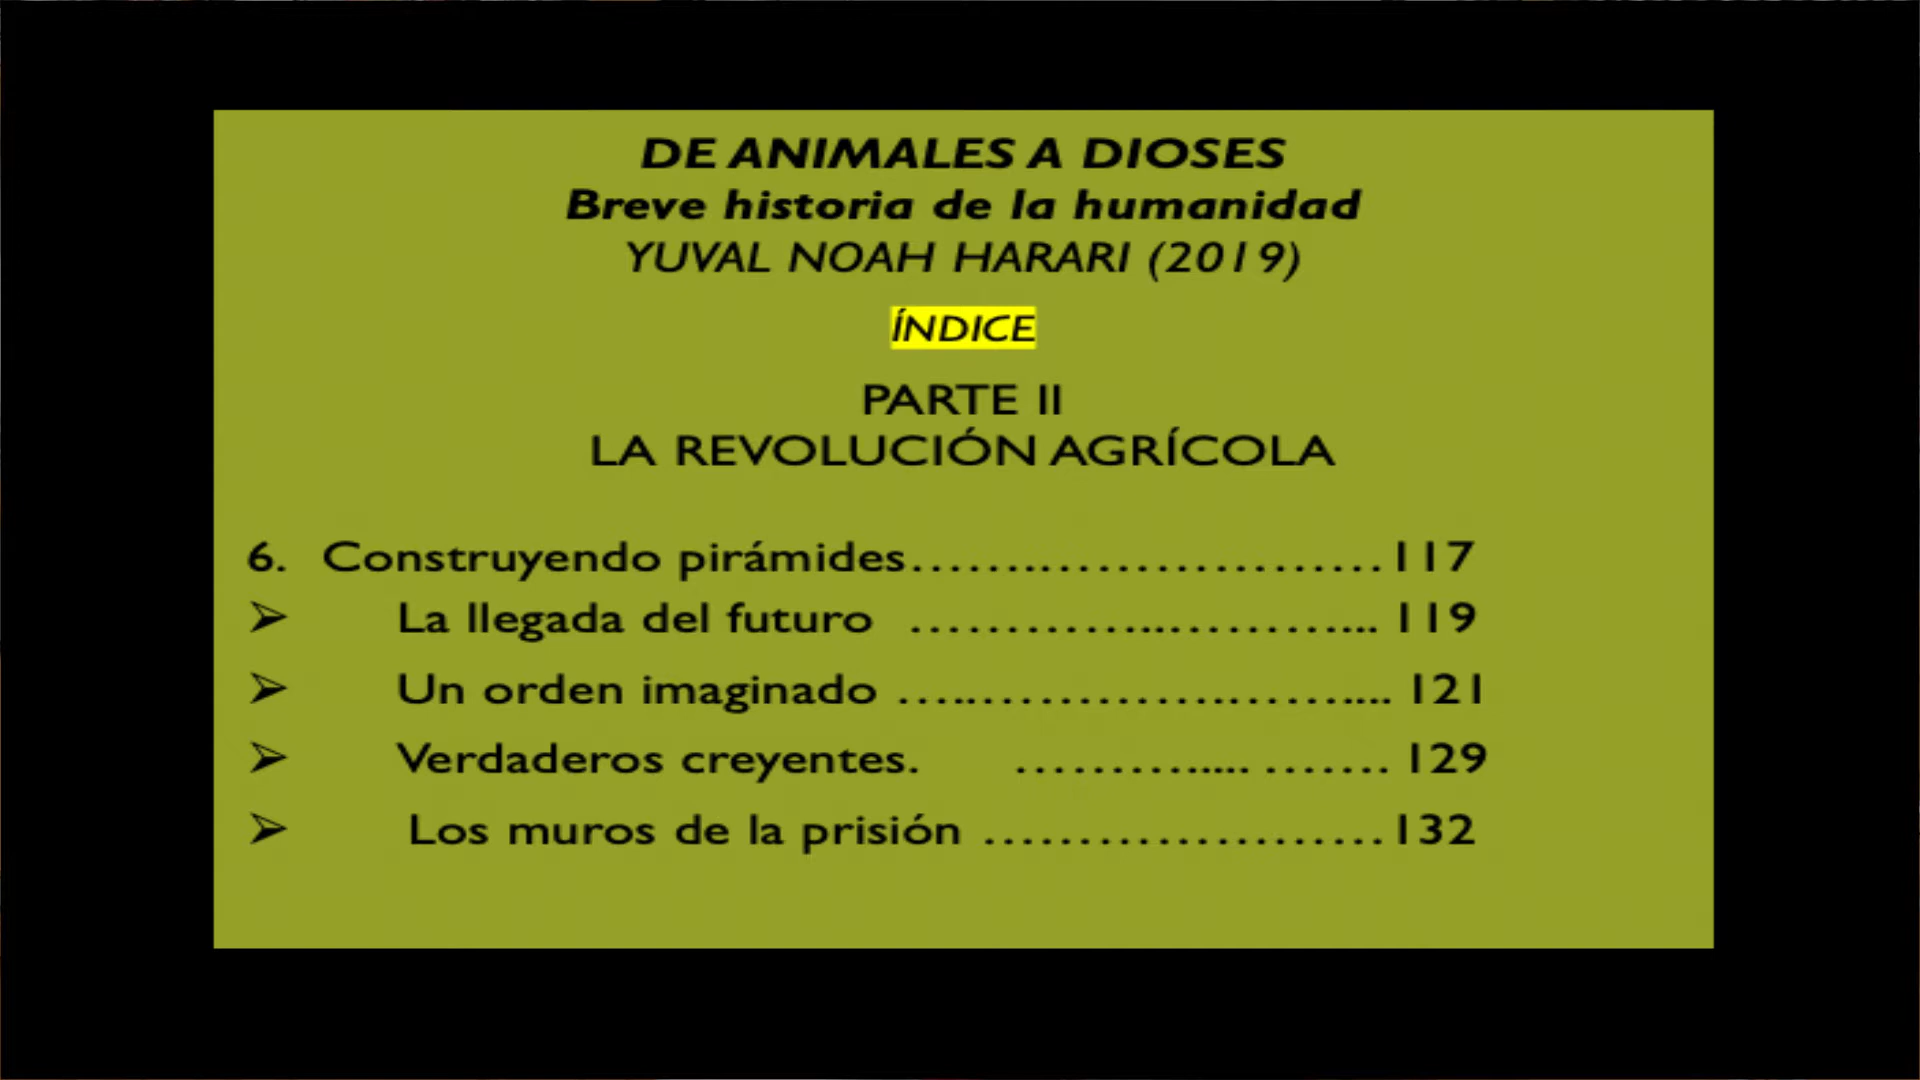 DE ANIMALES A DIOSES
Breve historia de la humanidad
YUVAL NOAH HARARI (2019)
ÍNDICE
PARTE II
LA REVOLUCIÓN AGRÍCOLA
6. Construyendo pirámides…….……………… 117
➢ La llegada del futuro …………..………... 119
➢ Un orden imaginado …..………….…….... 121
➢ Verdaderos creyentes. ………..... ……. 129
➢ Los muros de la prisión ………………… 132